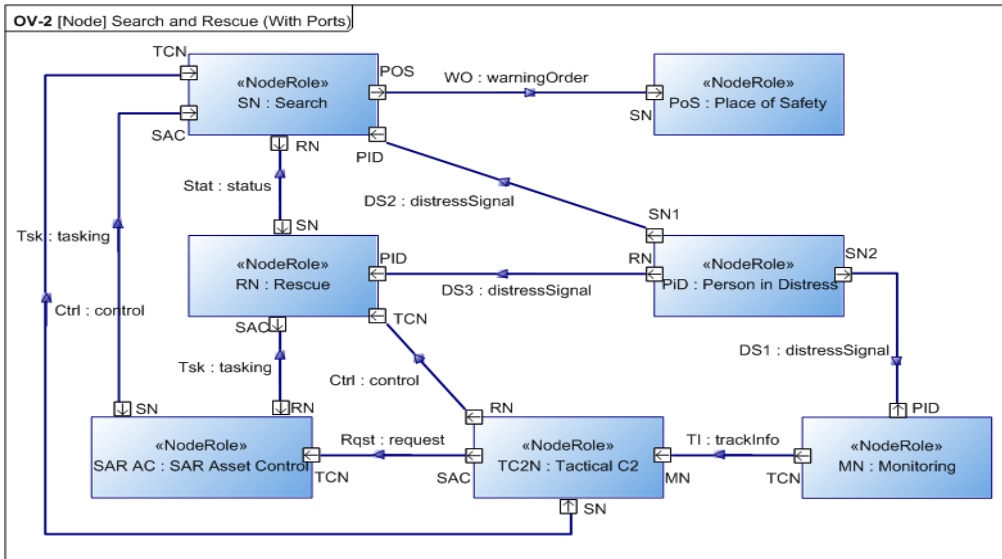 OV-2 [Node] Search and Rescue (With Ports)
TCN
«NodeRole»
SN : Search
POS
WO : warningOrder
«NodeRole»
PoS : Place of Safety
SN
SAC
RN
PID
Stat : status
DS2 : distressSignal
SN
SN1
Tsk : tasking
«NodeRole»
RN : Rescue
PID
RN
«NodeRole»
PiD : Person in Distress
SN2
DS3 : distressSignal
Ctrl : control
SAC
TCN
DS1 : distressSignal
Tsk : tasking
Ctrl : control
SN
RN
RN
PID
«NodeRole»
SAR AC : SAR Asset Control
Rqst : request
TCN
SAC
«NodeRole»
TC2N : Tactical C2
TI : trackInfo
MN
TCN
«NodeRole»
MN : Monitoring
SN